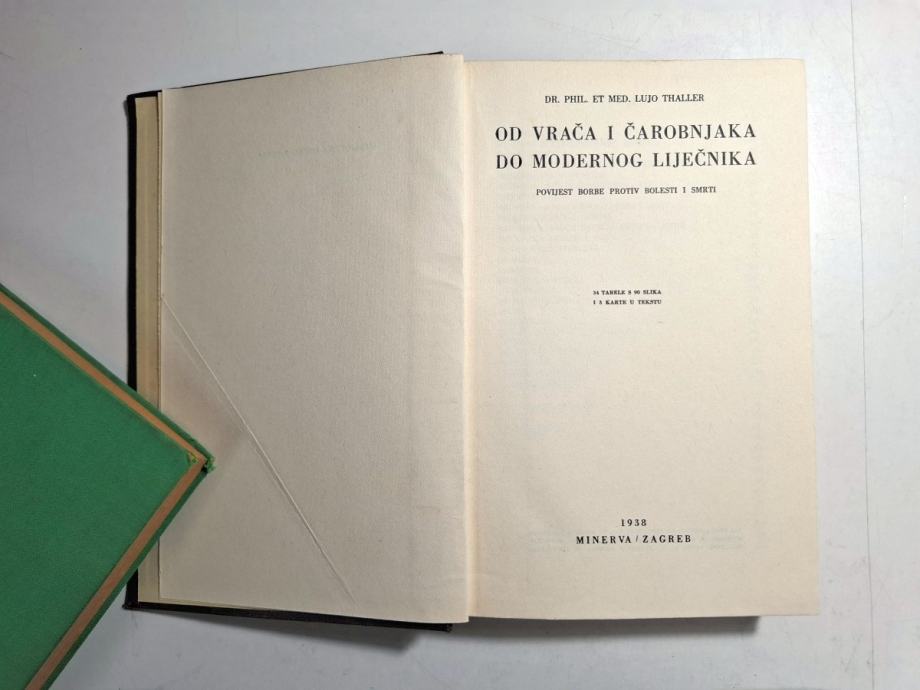 DR. PHIL. ET MED. LUJO THALLER
OD VRAČA I ČAROBNJAKA
DO MODERNOG LIJEČNIKA
POVIJEST BORBE PROTIV BOLESTI I SMRTI
34 TABELE S 90 SLIKA
I 5 KARTE U TEKSTU
1938
MINERVA / ZAGREB